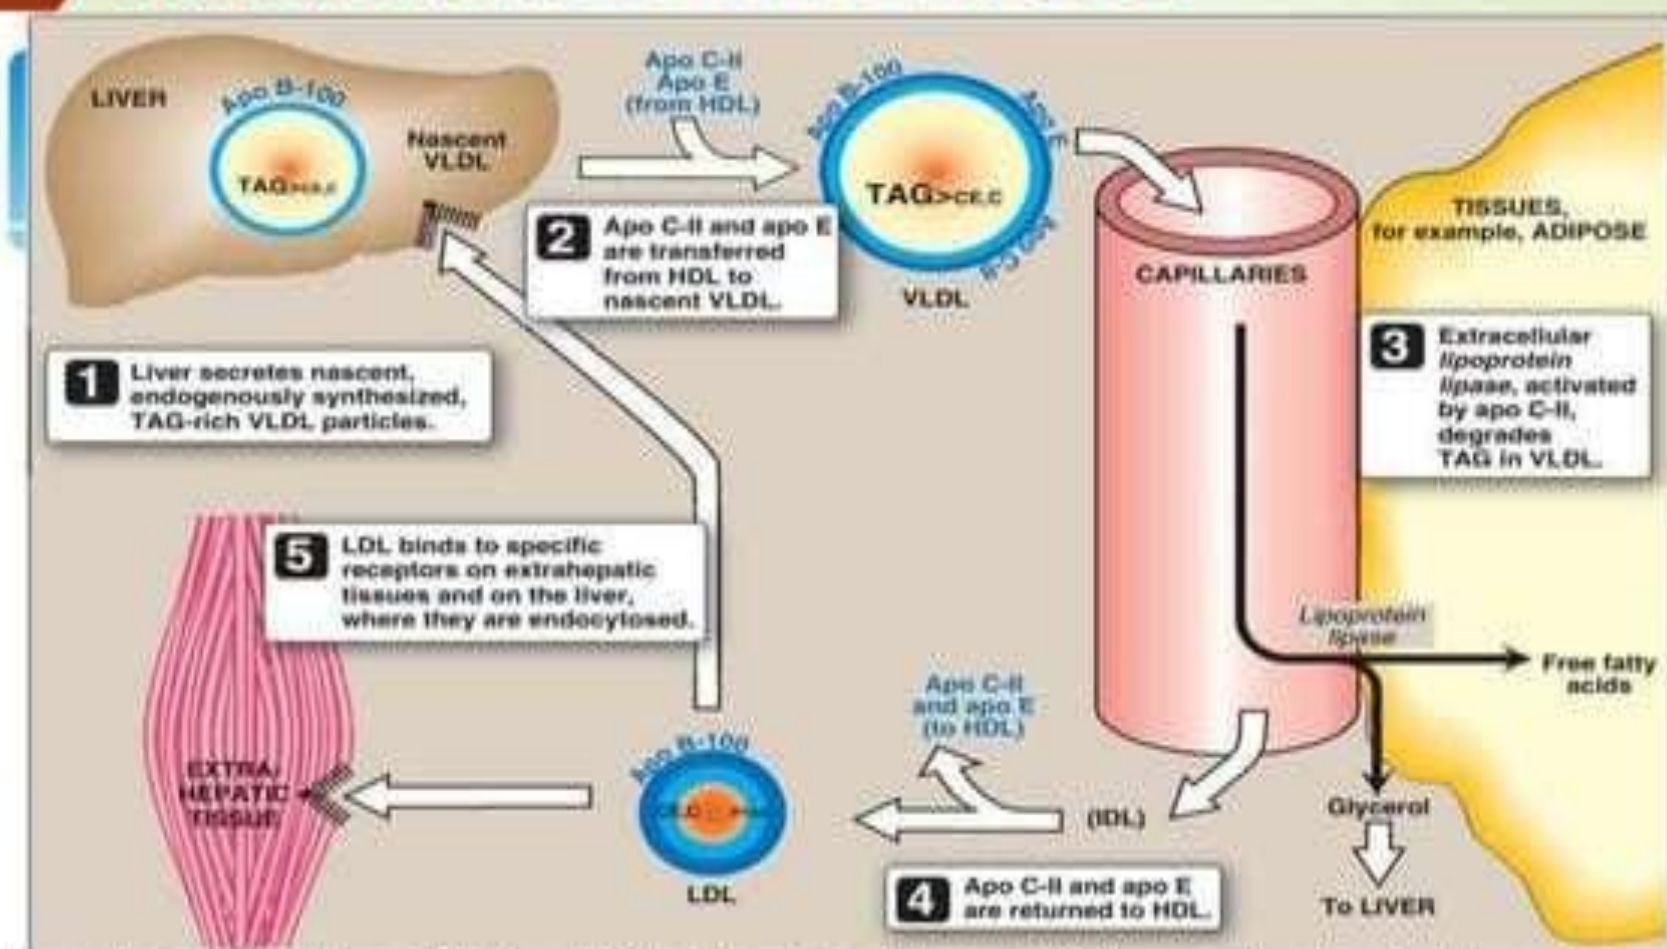 LIVER
Apo B-100
TAG>CE,C
Nascent
VLDL
Apo C-II
Apo E
(from HDL)
Apo B-100
Apo E
Apo C-II
TAG>CE,C
VLDL
1 Liver secretes nascent,
endogenously synthesized,
TAG-rich VLDL particles.
2 Apo C-II and apo E
are transferred
from HDL to
nascent VLDL.
CAPILLARIES
TISSUES,
for example, ADIPOSE
3 Extracellular
lipoprotein
lipase, activated
by apo C-II,
degrades
TAG in VLDL.
Lipoprotein
lipase
Free fatty
acids
Glycerol
To LIVER
(IDL)
Apo C-II
and apo E
(to HDL)
4 Apo C-II and apo E
are returned to HDL.
Apo B-100
LDL
5 LDL binds to specific
receptors on extrahepatic
tissues and on the liver,
where they are endocytosed.
EXTRA-
HEPATIC
TISSUE